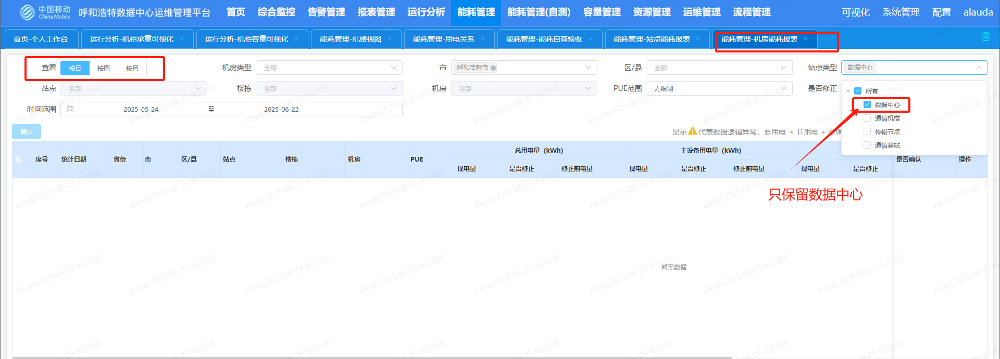 中国移动
China Mobile
呼和浩特数据中心运维管理平台 首页 综合监控 告警管理 报表管理 运行分析 能耗管理 能耗管理(自测) 容量管理 资源管理 运维管理 流程管理 可视化 系统管理 配置 alauda
首页-个人工作台 运行分析-机柜承重可视化 运行分析-机柜容量可视化 能耗管理-机楼视图 能耗管理-用电关系 能耗管理-能耗自查验收 能耗管理-站点能耗报表 能耗管理-机房能耗报表
查看 按日 按周 按月 机房类型 全部 市 呼和浩特市 区/县 全部 站点类型 数据中心
站点 全部 楼栋 全部 机房 全部 PUE范围 无限制 是否修正
所有
数据中心
通信机楼
传输节点
通信基站
时间范围 2025-05-24 至 2025-06-22
确认
显示 代表数据逻辑异常，总用电 < IT用电 + 空调
序号 统计日期 省份 市 区/县 站点 楼栋 机房 PUE 总用电量（kWh） 主设备用电量（kWh） 是否确认 操作
现电量 是否修正 修正前电量 现电量 是否修正 修正前电量 现电量 是否修正
只保留数据中心
暂无数据
alauda 2025-06-23 16:23:05